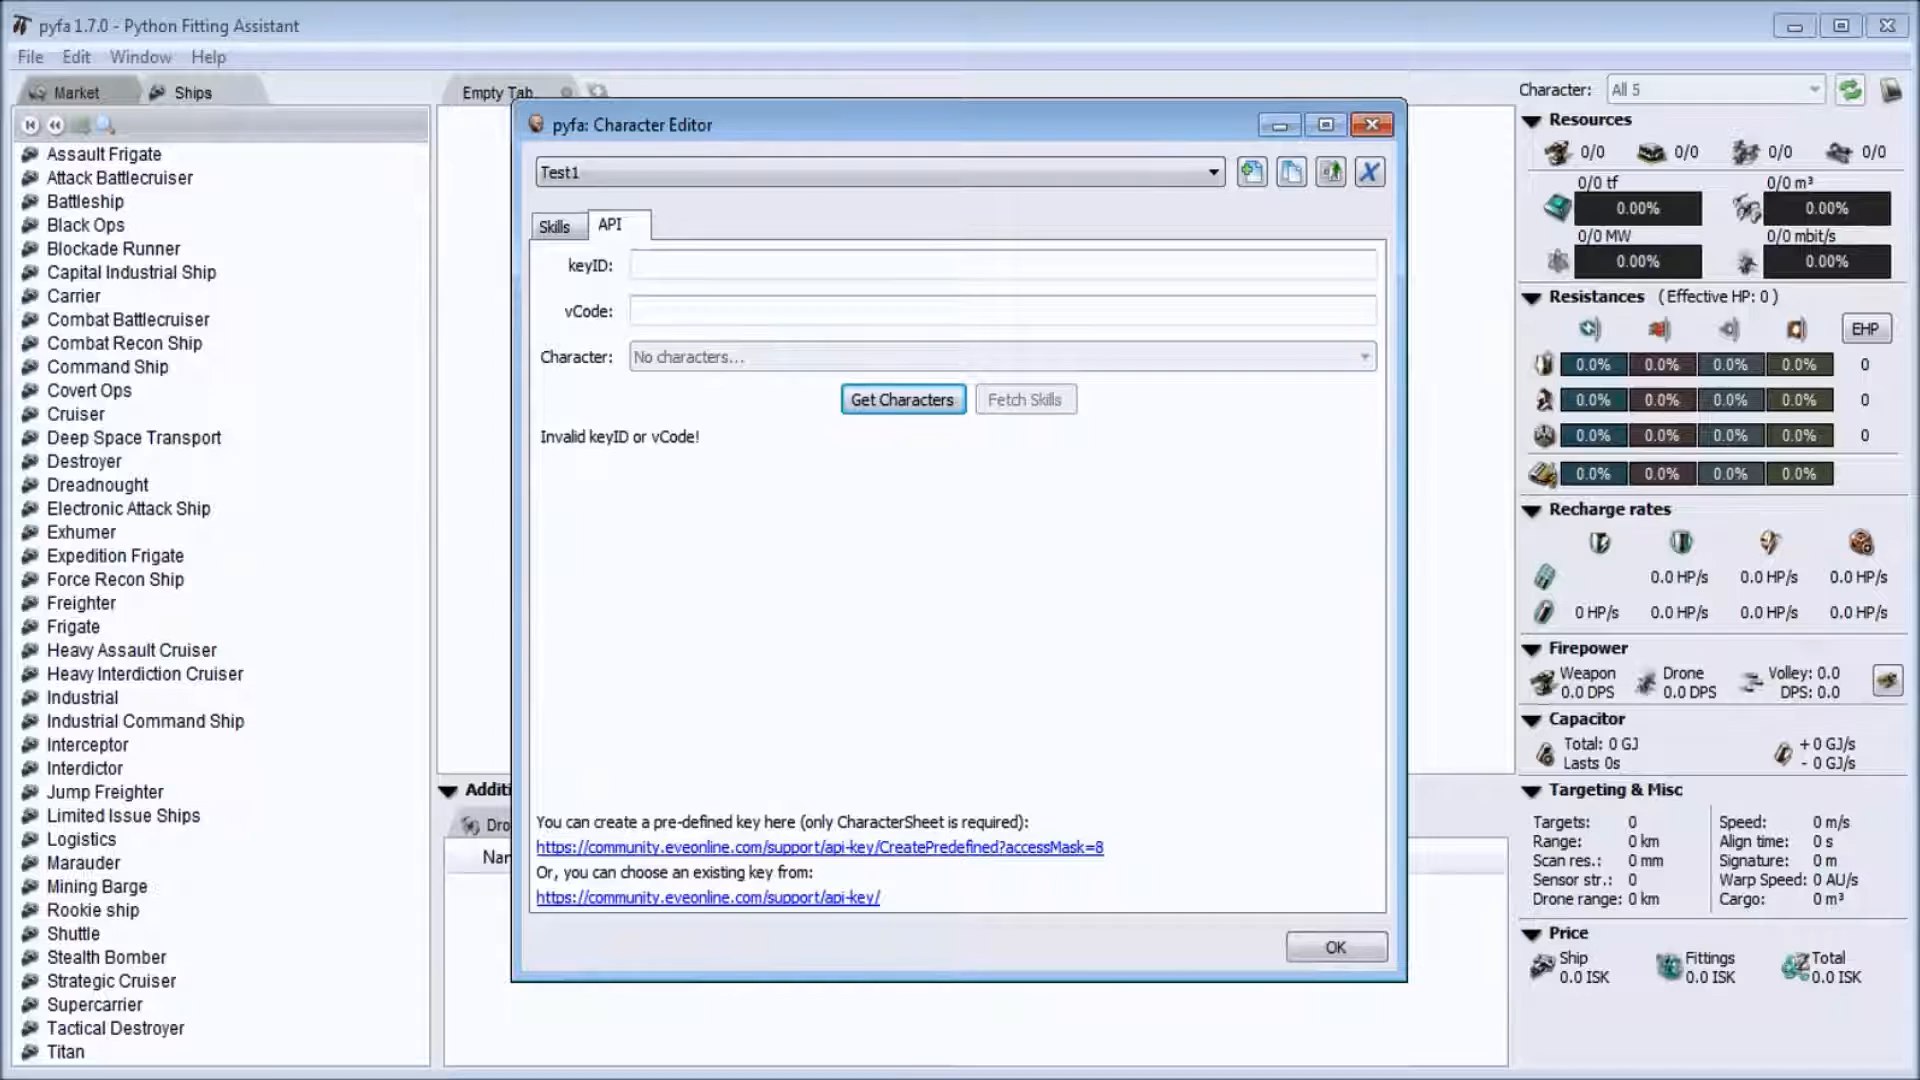 pyfa 1.7.0 - Python Fitting Assistant
File Edit Window Help
Market Ships
Assault Frigate
Attack Battlecruiser
Battleship
Black Ops
Blockade Runner
Capital Industrial Ship
Carrier
Combat Battlecruiser
Combat Recon Ship
Command Ship
Covert Ops
Cruiser
Deep Space Transport
Destroyer
Dreadnought
Electronic Attack Ship
Exhumer
Expedition Frigate
Force Recon Ship
Freighter
Frigate
Heavy Assault Cruiser
Heavy Interdiction Cruiser
Industrial
Industrial Command Ship
Interceptor
Interdictor
Jump Freighter
Limited Issue Ships
Logistics
Marauder
Mining Barge
Rookie ship
Shuttle
Stealth Bomber
Strategic Cruiser
Supercarrier
Tactical Destroyer
Titan
Empty Tab
pyfa: Character Editor
Test1
Skills API
keyID:
vCode:
Character: No characters...
Get Characters Fetch Skills
Invalid keyID or vCode!
You can create a pre-defined key here (only CharacterSheet is required):
https://community.eveonline.com/support/api-key/CreatePredefined?accessMask=8
Or, you can choose an existing key from:
https://community.eveonline.com/support/api-key/
OK
Additi
Dro
Nar
Character: All 5
Resources
0/0 0/0 0/0 0/0
0/0 tf 0/0 m³
0.00% 0.00%
0/0 MW 0/0 mbit/s
0.00% 0.00%
Resistances (Effective HP: 0 )
EHP
0.0% 0.0% 0.0% 0.0% 0
0.0% 0.0% 0.0% 0.0% 0
0.0% 0.0% 0.0% 0.0% 0
0.0% 0.0% 0.0% 0.0%
Recharge rates
0.0 HP/s 0.0 HP/s 0.0 HP/s
0 HP/s 0.0 HP/s 0.0 HP/s 0.0 HP/s
Firepower
Weapon Drone Volley: 0.0
0.0 DPS 0.0 DPS DPS: 0.0
Capacitor
Total: 0 GJ + 0 GJ/s
Lasts 0s - 0 GJ/s
Targeting & Misc
Targets: 0 Speed: 0 m/s
Range: 0 km Align time: 0 s
Scan res.: 0 mm Signature: 0 m
Sensor str.: 0 Warp Speed: 0 AU/s
Drone range: 0 km Cargo: 0 m³
Price
Ship Fittings Total
0.0 ISK 0.0 ISK 0.0 ISK